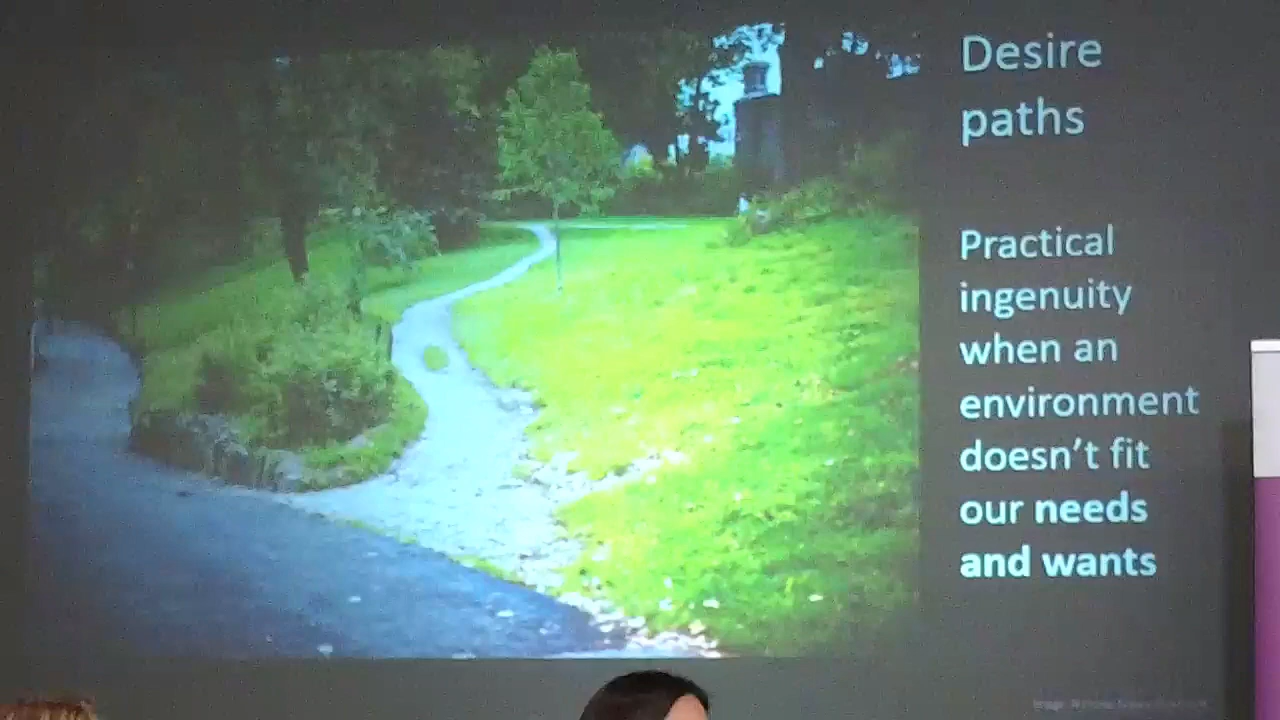 Desire
paths
Practical
ingenuity
when an
environment
doesn't fit
our needs
and wants